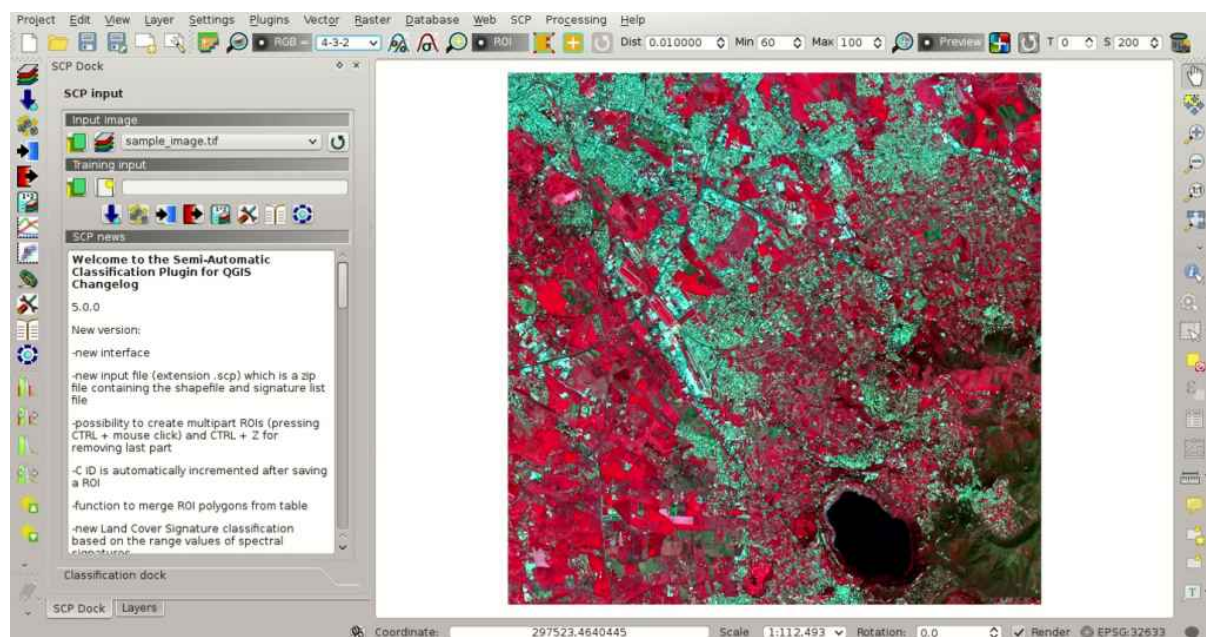 Project Edit View Layer Settings Plugins Vector Raster Database Web SCP Processing Help
RGB = 4-3-2 ROI Dist 0.010000 Min 60 Max 100 Preview T 0 S 200
SCP Dock
SCP input
Input image
sample_image.tif
Training input
SCP news
Welcome to the Semi-Automatic
Classification Plugin for QGIS
Changelog
5.0.0
New version:
-new interface
-new input file (extension .scp) which is a zip
file containing the shapefile and signature list
file
-possibility to create multipart ROIs (pressing
CTRL + mouse click) and CTRL + Z for
removing last part
-C ID is automatically incremented after saving
a ROI
-function to merge ROI polygons from table
-new Land Cover Signature classification
based on the range values of spectral
signatures
Classification dock
SCP Dock Layers
Coordinate: 297523,4640445 Scale 1:112,493 Rotation: 0.0 Render EPSG:32633